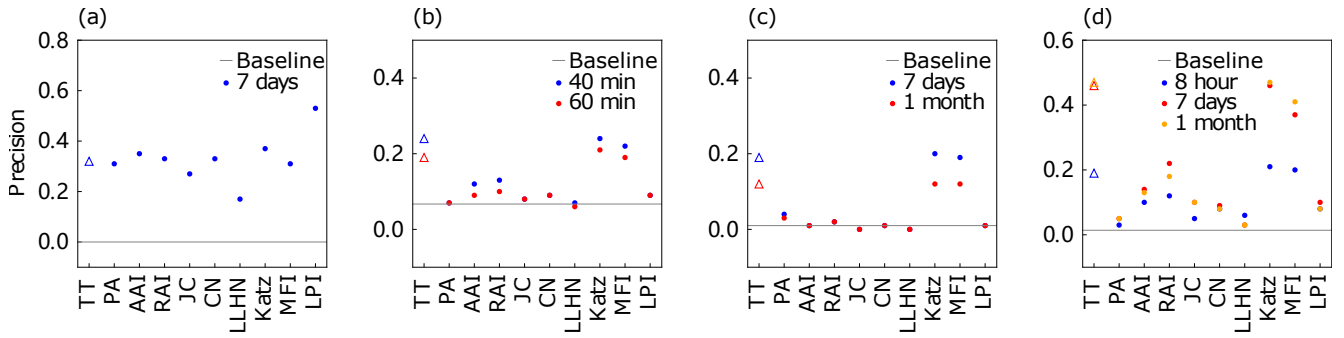 (a)
Precision
0.8
0.6
0.4
0.2
0.0
Baseline
7 days
TT
PA
AAI
RAI
JC
CN
LLHN
Katz
MFI
LPI
(b)
0.4
0.2
0.0
Baseline
40 min
60 min
TT
PA
AAI
RAI
JC
CN
LLHN
Katz
MFI
LPI
(c)
0.4
0.2
0.0
Baseline
7 days
1 month
TT
PA
AAI
RAI
JC
CN
LLHN
Katz
MFI
LPI
(d)
0.6
0.4
0.2
0.0
Baseline
8 hour
7 days
1 month
TT
PA
AAI
RAI
JC
CN
LLHN
Katz
MFI
LPI